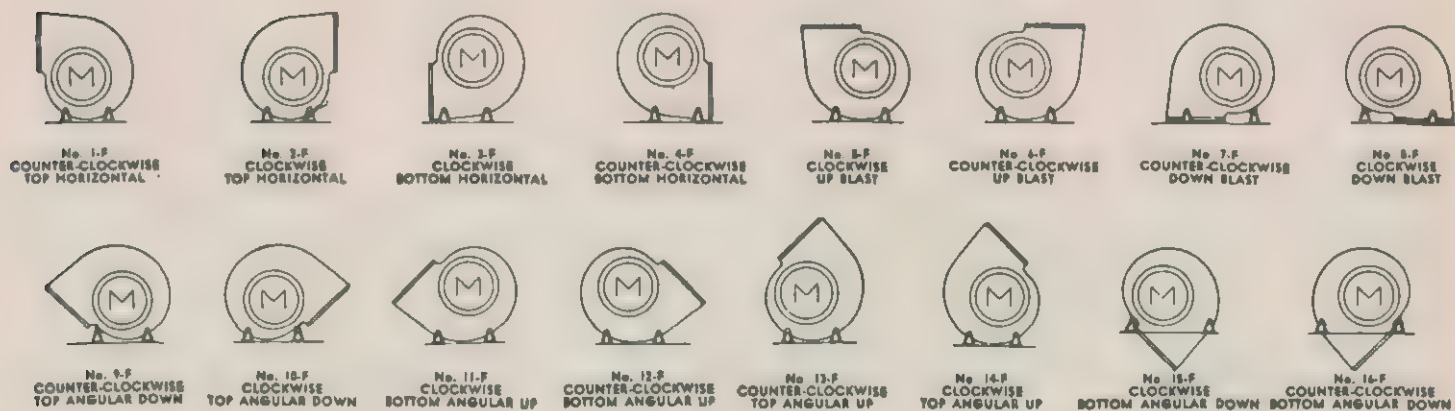 M M M M M M M M
No. 1-F
COUNTER-CLOCKWISE
TOP HORIZONTAL
No. 2-F
CLOCKWISE
TOP HORIZONTAL
No. 3-F
CLOCKWISE
BOTTOM HORIZONTAL
No. 4-F
COUNTER-CLOCKWISE
BOTTOM HORIZONTAL
No. 5-F
CLOCKWISE
UP BLAST
No. 6-F
COUNTER-CLOCKWISE
UP BLAST
No. 7-F
COUNTER-CLOCKWISE
DOWN BLAST
No. 8-F
CLOCKWISE
DOWN BLAST
M M M M M M M M
No. 9-F
COUNTER-CLOCKWISE
TOP ANGULAR DOWN
No. 10-F
CLOCKWISE
TOP ANGULAR DOWN
No. 11-F
CLOCKWISE
BOTTOM ANGULAR UP
No. 12-F
COUNTER-CLOCKWISE
BOTTOM ANGULAR UP
No. 13-F
COUNTER-CLOCKWISE
TOP ANGULAR UP
No. 14-F
CLOCKWISE
TOP ANGULAR UP
No. 15-F
CLOCKWISE
BOTTOM ANGULAR DOWN
No. 16-F
COUNTER-CLOCKWISE
BOTTOM ANGULAR DOWN